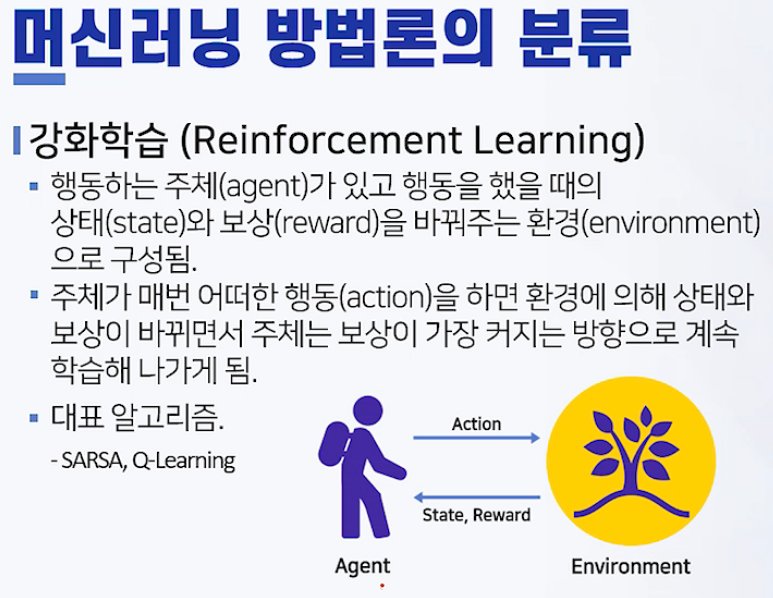 머신러닝 방법론의 분류
강화학습 (Reinforcement Learning)
▪ 행동하는 주체(agent)가 있고 행동을 했을 때의
상태(state)와 보상(reward)을 바꿔주는 환경(environment)
으로 구성됨.
▪ 주체가 매번 어떠한 행동(action)을 하면 환경에 의해 상태와
보상이 바뀌면서 주체는 보상이 가장 커지는 방향으로 계속
학습해 나가게 됨.
▪ 대표 알고리즘.
- SARSA, Q-Learning
Action
State, Reward
Agent
Environment